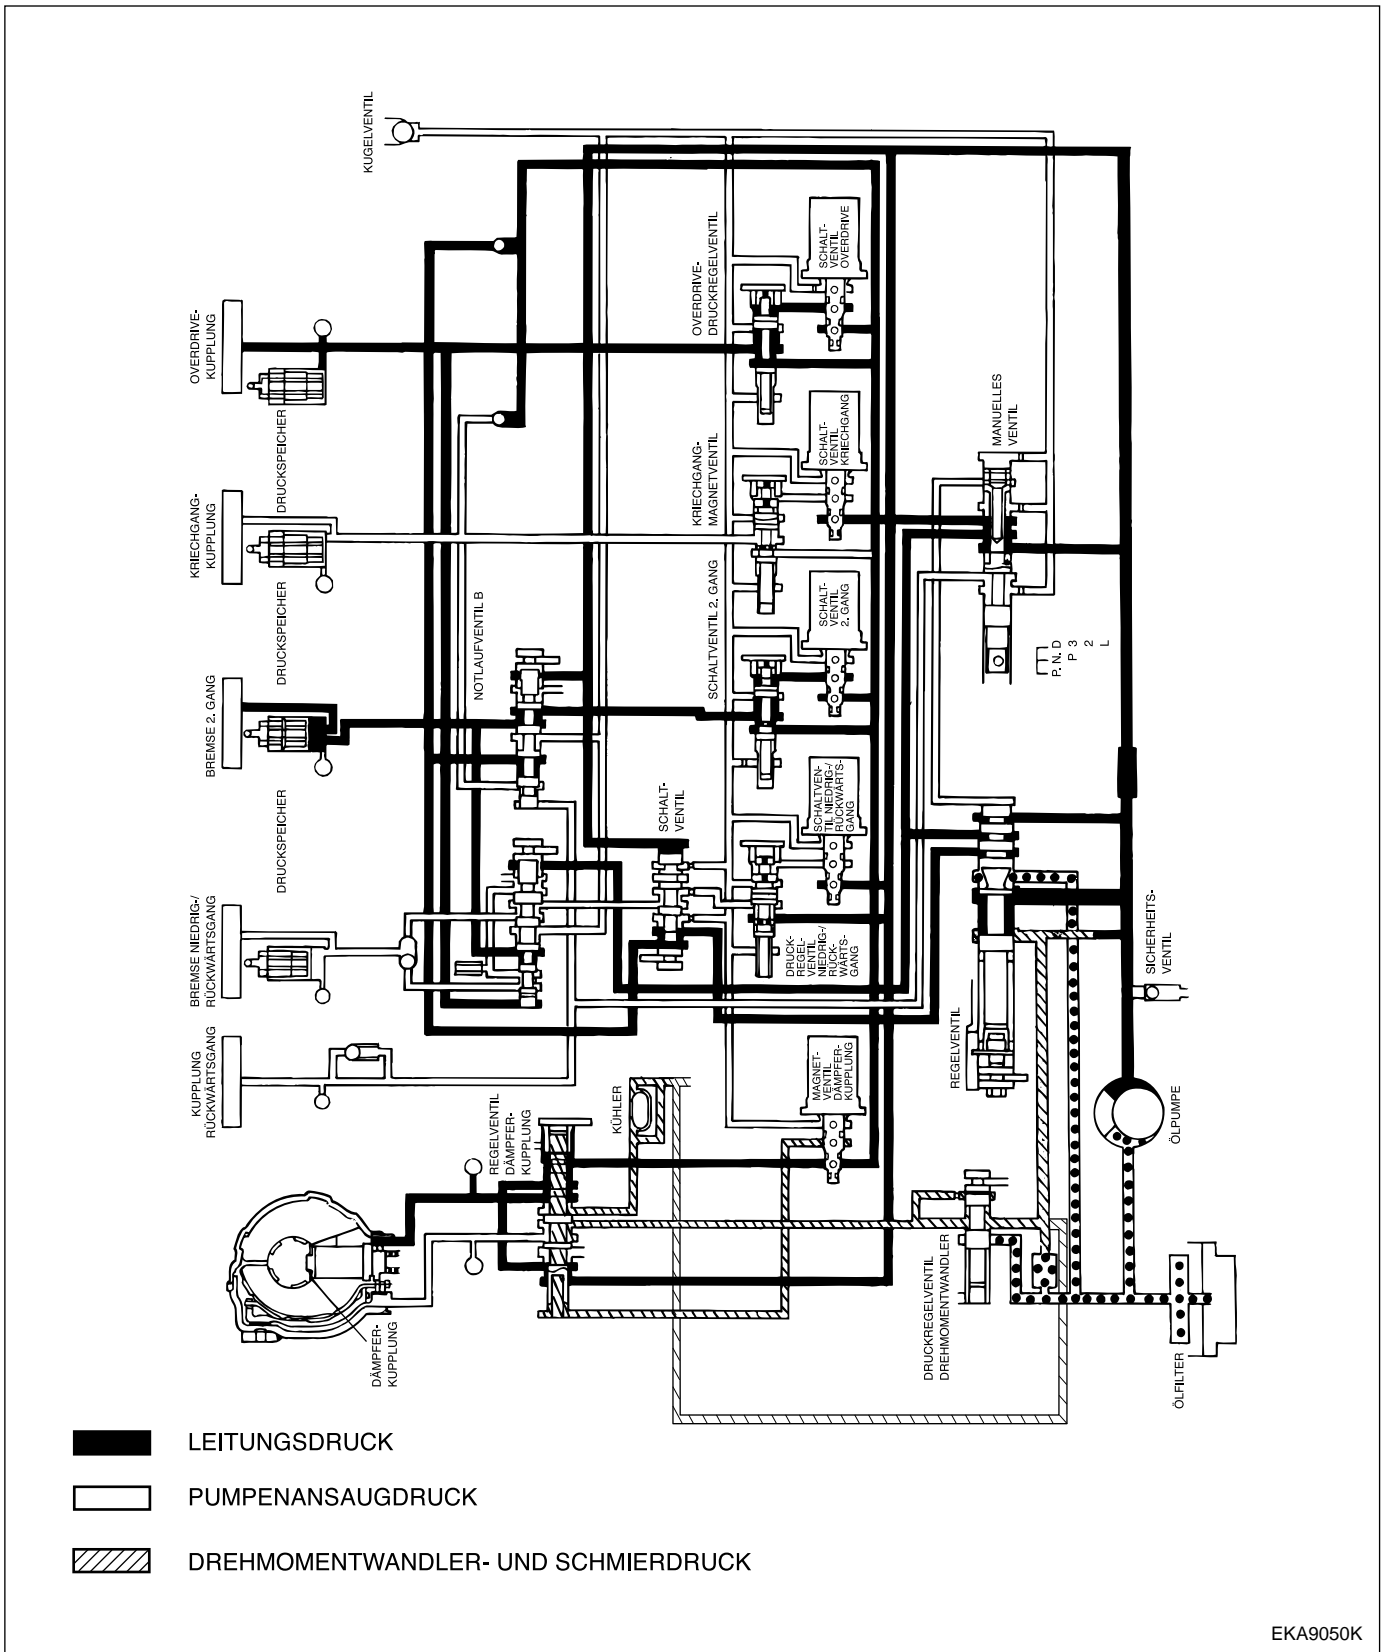 KUGELVENTIL
OVERDRIVE-
KUPPLUNG
DRUCKSPEICHER
KRIECHGANG-
KUPPLUNG
DRUCKSPEICHER
BREMSE 2. GANG
DRUCKSPEICHER
BREMSE NIEDRIG-/
RÜCKWÄRTSGANG
KUPPLUNG
RÜCKWÄRTSGANG
DÄMPFER-
KUPPLUNG
NOTLAUFVENTIL B
SCHALT-
VENTIL
REGELVENTIL
DÄMPFER-
KUPPLUNG
KÜHLER
OVERDRIVE-
DRUCKREGELVENTIL
KRIECHGANG-
MAGNETVENTIL
SCHALTVENTIL 2. GANG
DRUCK-
REGEL-
VENTIL
NIEDRIG-/
RÜCK-
WÄRTS-
GANG
SCHALT-
VENTIL
OVERDRIVE
SCHALT-
VENTIL
KRIECHGANG
SCHALT-
VENTIL
2. GANG
SCHALTVEN-
TIL NIEDRIG-/
RÜCKWÄRTS-
GANG
MAGNET-
VENTIL
DÄMPFER-
KUPPLUNG
MANUELLES
VENTIL
P. N. D
P 3
2
L
REGELVENTIL
DRUCKREGELVENTIL
DREHMOMENTWANDLER
SICHERHEITS-
VENTIL
ÖLPUMPE
ÖLFILTER
LEITUNGSDRUCK
PUMPENANSAUGDRUCK
DREHMOMENTWANDLER- UND SCHMIERDRUCK
EKA9050K